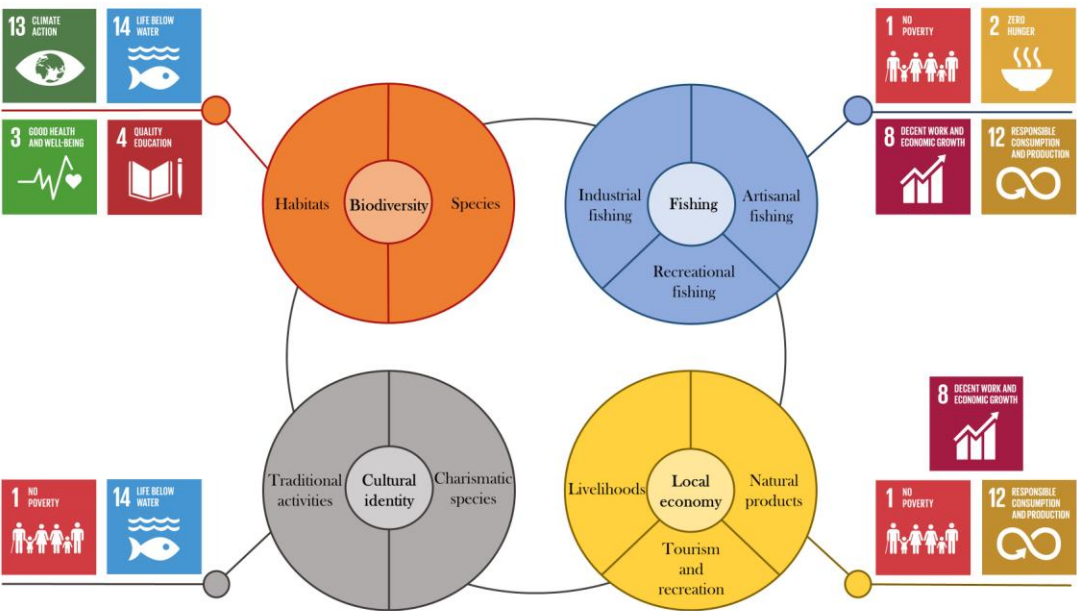 13 CLIMATE
ACTION
14 LIFE BELOW
WATER
3 GOOD HEALTH
AND WELL-BEING
4 QUALITY
EDUCATION
Habitats
Biodiversity
Species
1 NO
POVERTY
2 ZERO
HUNGER
8 DECENT WORK AND
ECONOMIC GROWTH
12 RESPONSIBLE
CONSUMPTION
AND PRODUCTION
Industrial
fishing
Fishing
Artisanal
fishing
Recreational
fishing
1 NO
POVERTY
14 LIFE BELOW
WATER
Traditional
activities
Cultural
identity
Charismatic
species
Livelihoods
Local
economy
Natural
products
Tourism
and
recreation
8 DECENT WORK AND
ECONOMIC GROWTH
1 NO
POVERTY
12 RESPONSIBLE
CONSUMPTION
AND PRODUCTION